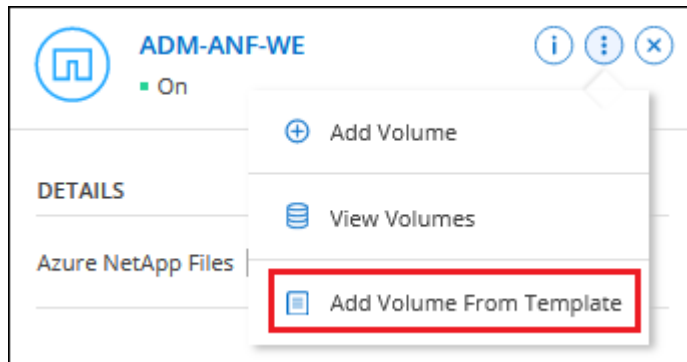 ADM-ANF-WE
On
Add Volume
DETAILS
View Volumes
Azure NetApp Files
Add Volume From Template